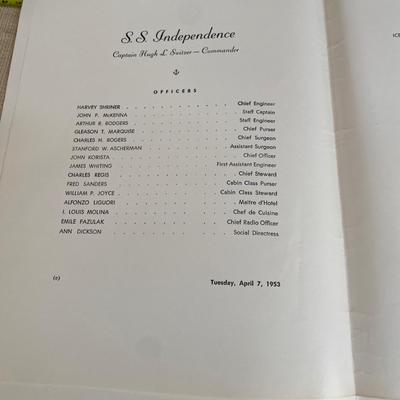 S.S. Independence
Captain Hugh L. Switzer — Commander
OFFICERS
HARVEY SHRINER . . . . . . . . . . . . Chief Engineer
JOHN P. McKENNA . . . . . . . . . . . . Staff Captain
ARTHUR R. RODGERS . . . . . . . . . . . . Staff Engineer
GLEASON T. MARQUISE . . . . . . . . . . . . Chief Purser
CHARLES H. ROGERS . . . . . . . . . . . . Chief Surgeon
STANFORD W. ASCHERMAN . . . . . . . . . . . . Assistant Surgeon
JOHN KORISTA . . . . . . . . . . . . Chief Officer
JAMES WHITING . . . . . . . . . . . . First Assistant Engineer
CHARLES REGIS . . . . . . . . . . . . Chief Steward
FRED SANDERS . . . . . . . . . . . . Cabin Class Purser
WILLIAM P. JOYCE . . . . . . . . . . . . Cabin Class Steward
ALFONZO LIGUORI . . . . . . . . . . . . Maitre d'Hotel
I. LOUIS MOLINA . . . . . . . . . . . . Chef de Cuisine
EMILE FAZULAK . . . . . . . . . . . . Chief Radio Officer
ANN DICKSON . . . . . . . . . . . . Social Directress
(c) Tuesday, April 7, 1953
ICE